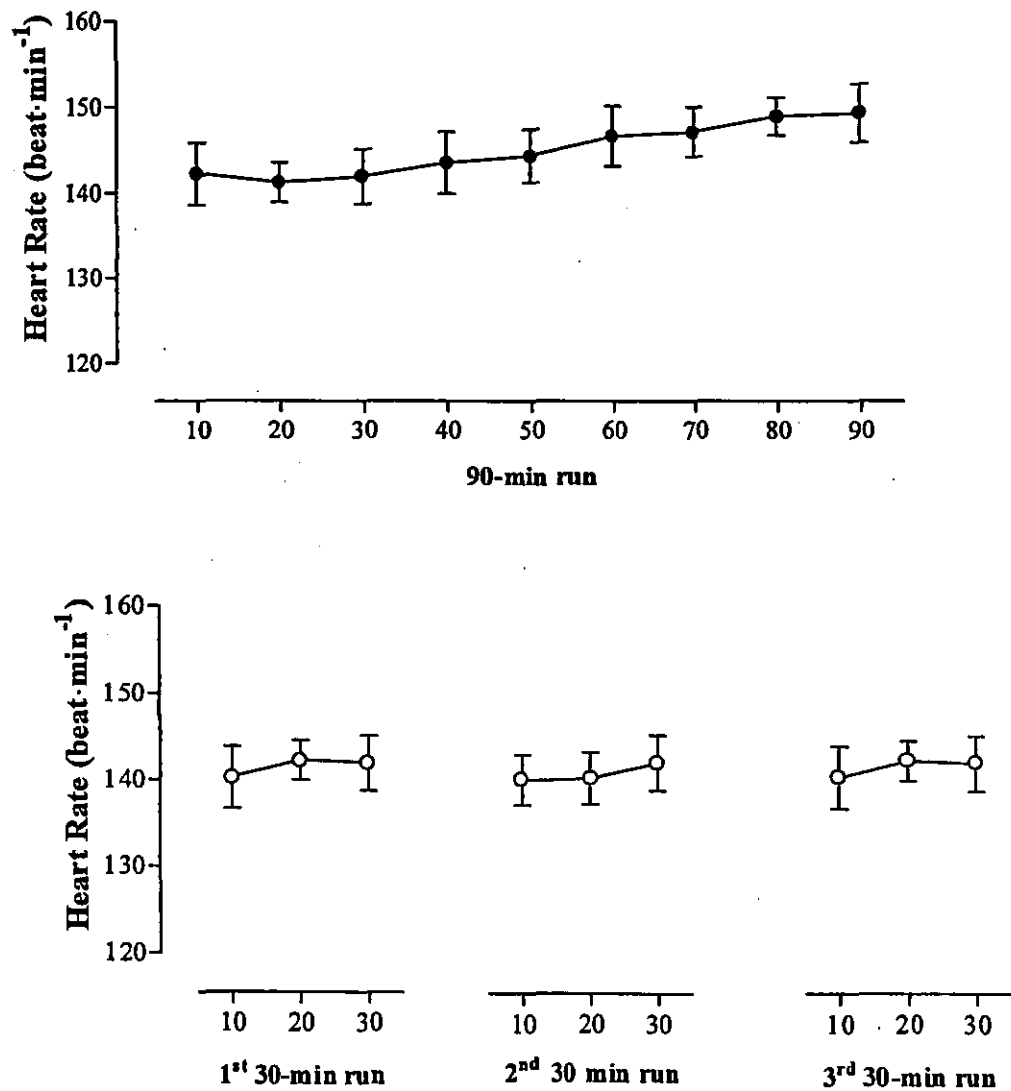 Heart Rate (beat·min⁻¹)
160
150
140
130
120
10 20 30 40 50 60 70 80 90
90-min run
Heart Rate (beat·min⁻¹)
160
150
140
130
120
10 20 30 10 20 30 10 20 30
1ˢᵗ 30-min run 2ⁿᵈ 30 min run 3ʳᵈ 30-min run